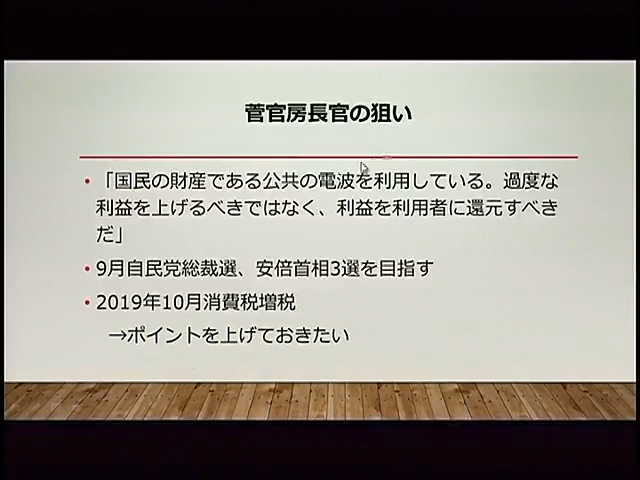 菅官房長官の狙い
•「国民の財産である公共の電波を利用している。過度な
利益を上げるべきではなく、利益を利用者に還元すべき
だ」
•9月自民党総裁選、安倍首相3選を目指す
•2019年10月消費税増税
→ポイントを上げておきたい